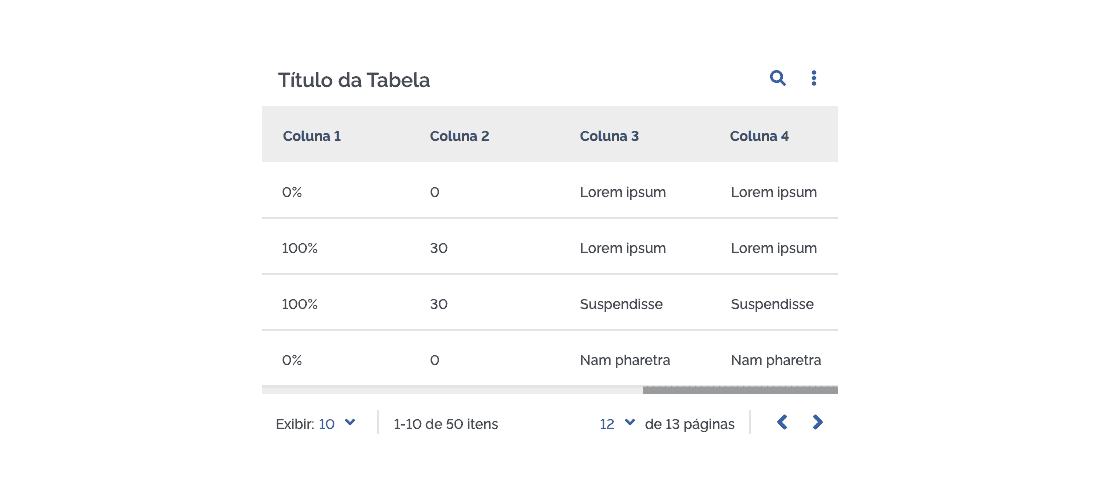 Título da Tabela
Coluna 1 Coluna 2 Coluna 3 Coluna 4
0% 0 Lorem ipsum Lorem ipsum
100% 30 Lorem ipsum Lorem ipsum
100% 30 Suspendisse Suspendisse
0% 0 Nam pharetra Nam pharetra
Exibir: 10 1-10 de 50 itens 12 de 13 páginas